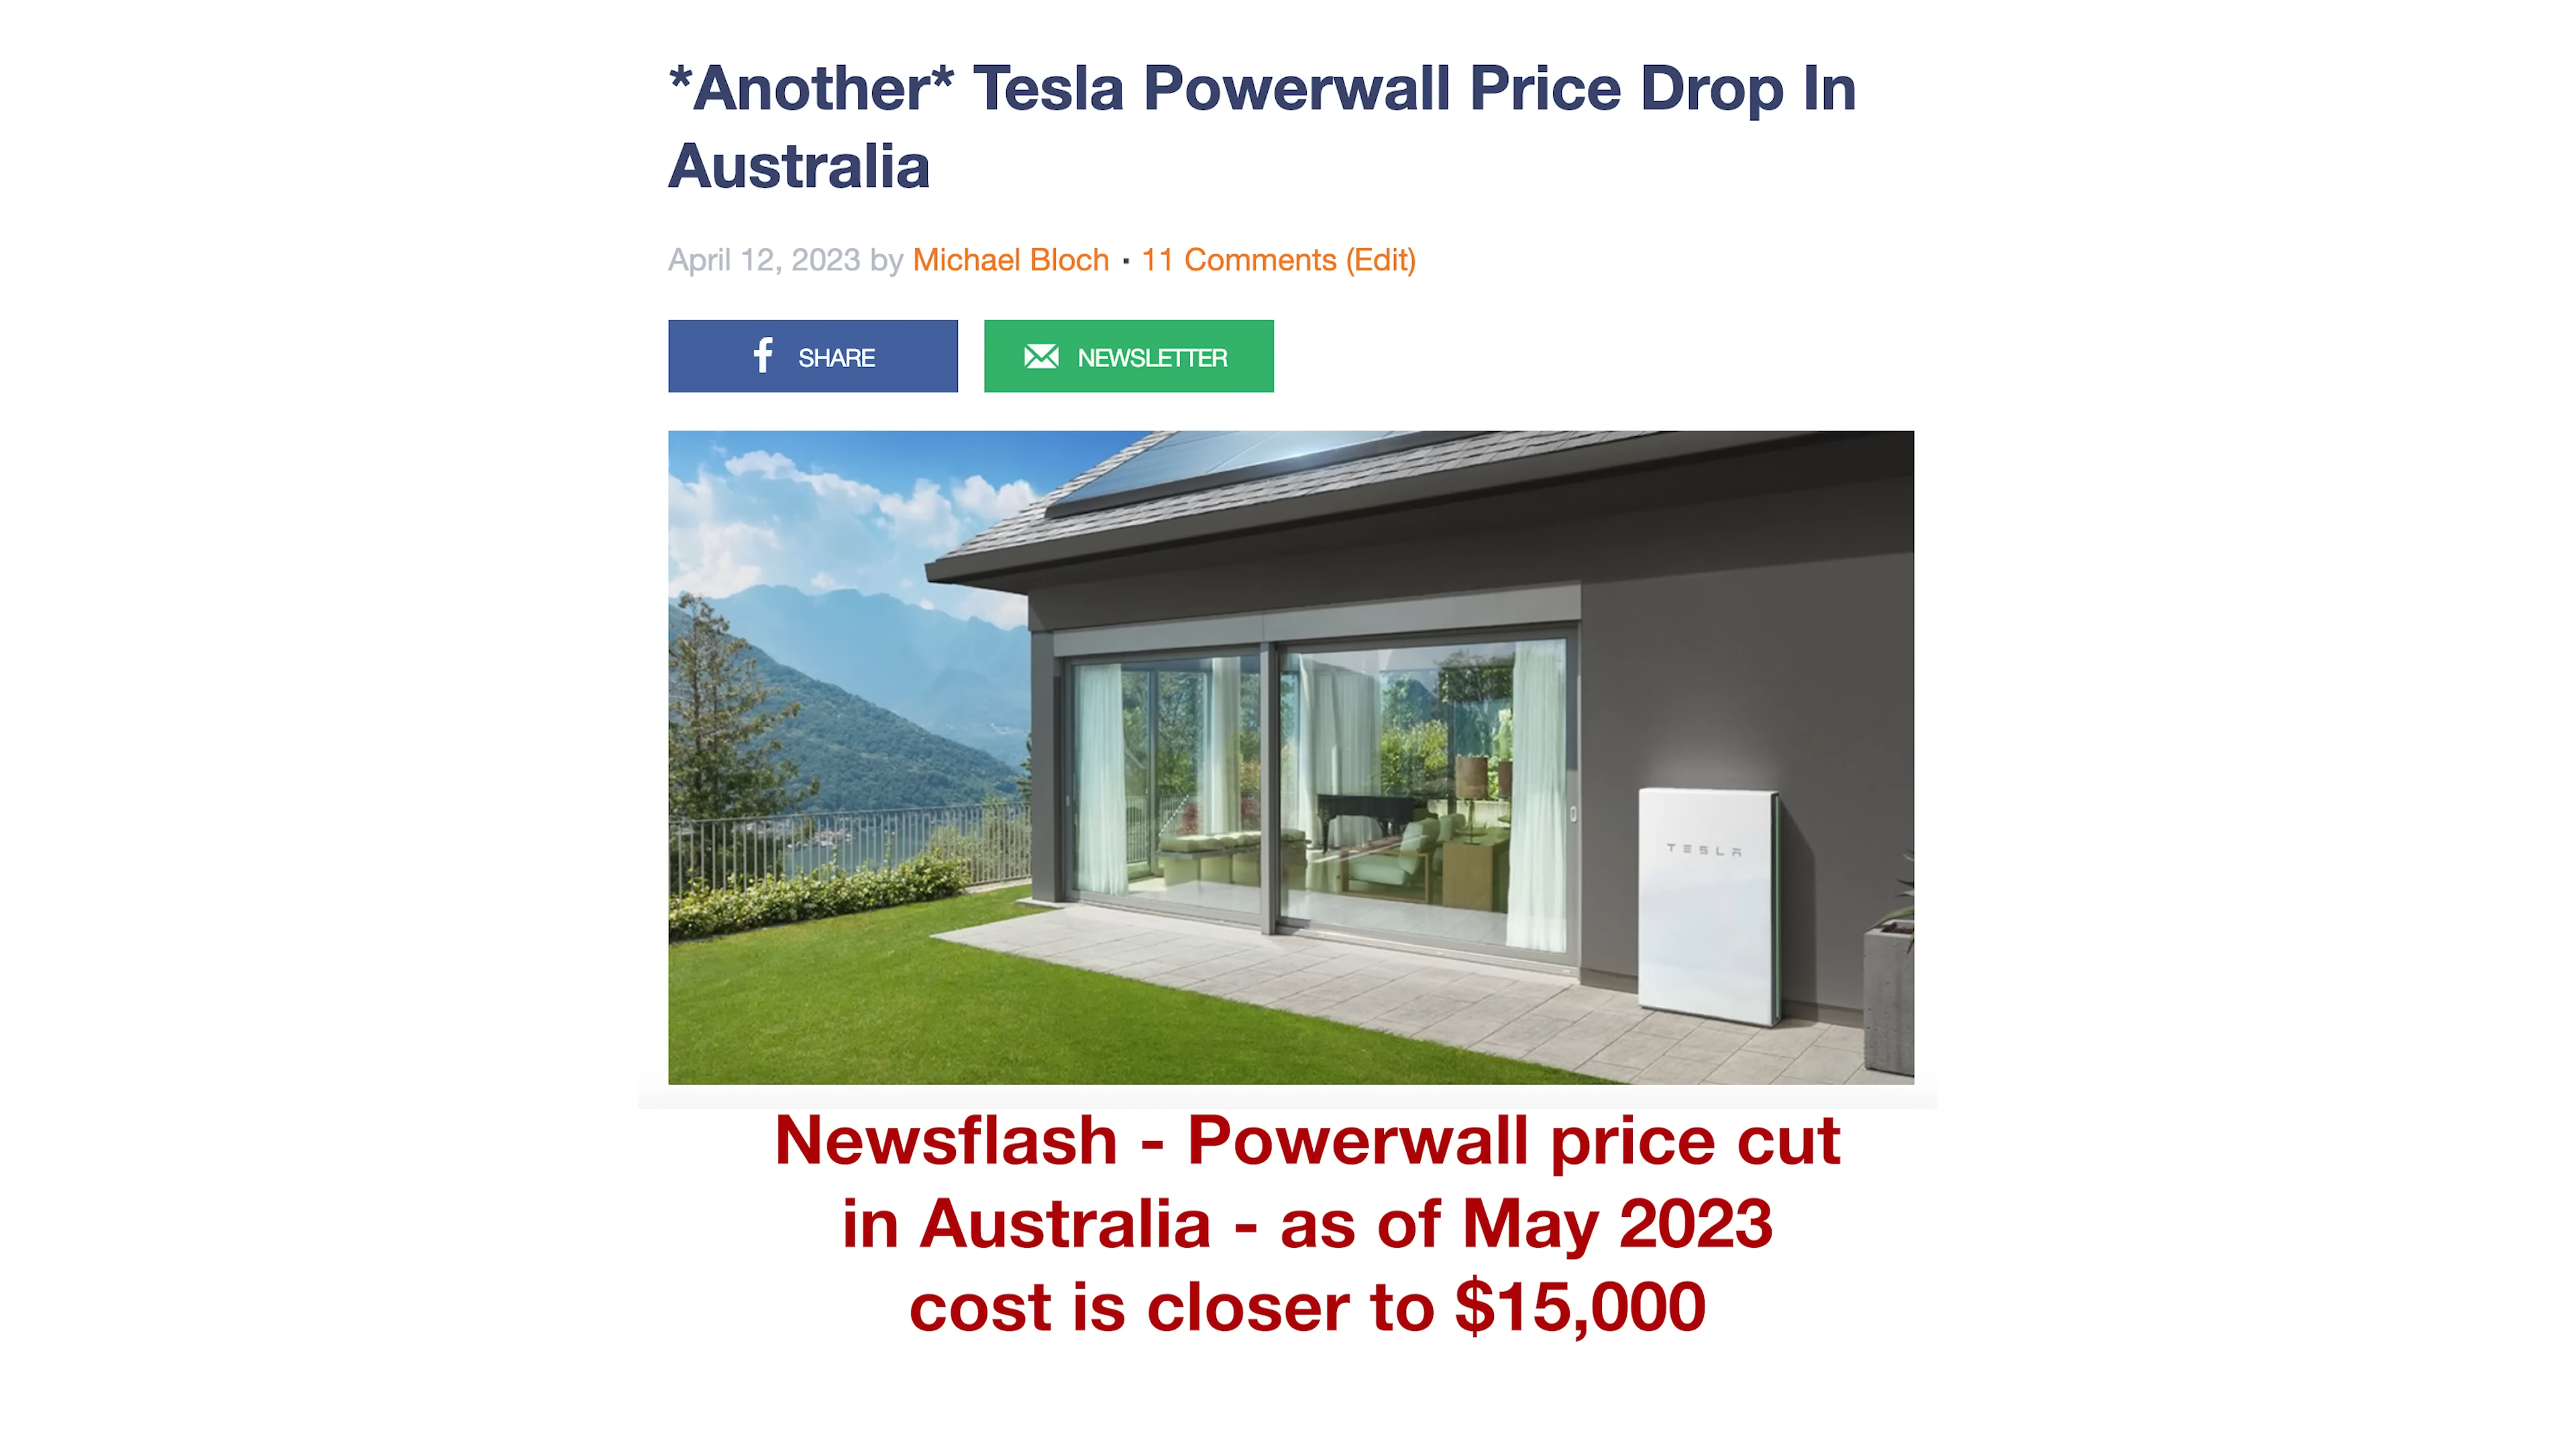 *Another* Tesla Powerwall Price Drop In
Australia
April 12, 2023 by Michael Bloch · 11 Comments (Edit)
SHARE
NEWSLETTER
TESLA
Newsflash - Powerwall price cut
in Australia - as of May 2023
cost is closer to $15,000